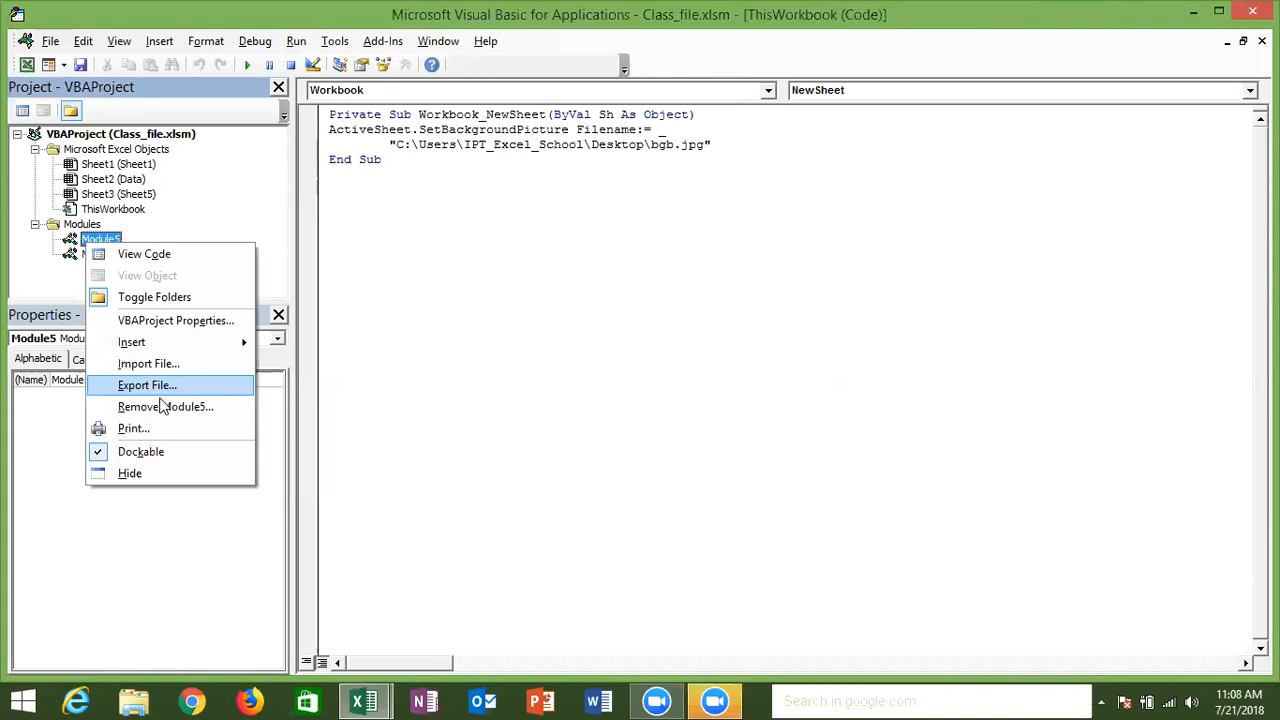 Microsoft Visual Basic for Applications - Class_file.xlsm - [ThisWorkbook (Code)]
File Edit View Insert Format Debug Run Tools Add-Ins Window Help
Project - VBAProject
Workbook
NewSheet
VBAProject (Class_file.xlsm)
Microsoft Excel Objects
Sheet1 (Sheet1)
Sheet2 (Data)
Sheet3 (Sheet5)
ThisWorkbook
Modules
Module5
Private Sub Workbook_NewSheet(ByVal Sh As Object)
ActiveSheet.SetBackgroundPicture Filename:= _
"C:\Users\IPT_Excel_School\Desktop\bgb.jpg"
End Sub
View Code
View Object
Toggle Folders
VBAProject Properties...
Insert
Import File...
Export File...
Remove Module5...
Print...
Dockable
Hide
Properties -
Module5
Alphabetic
(Name) Module
Search in google.com
11:08 AM
7/21/2018